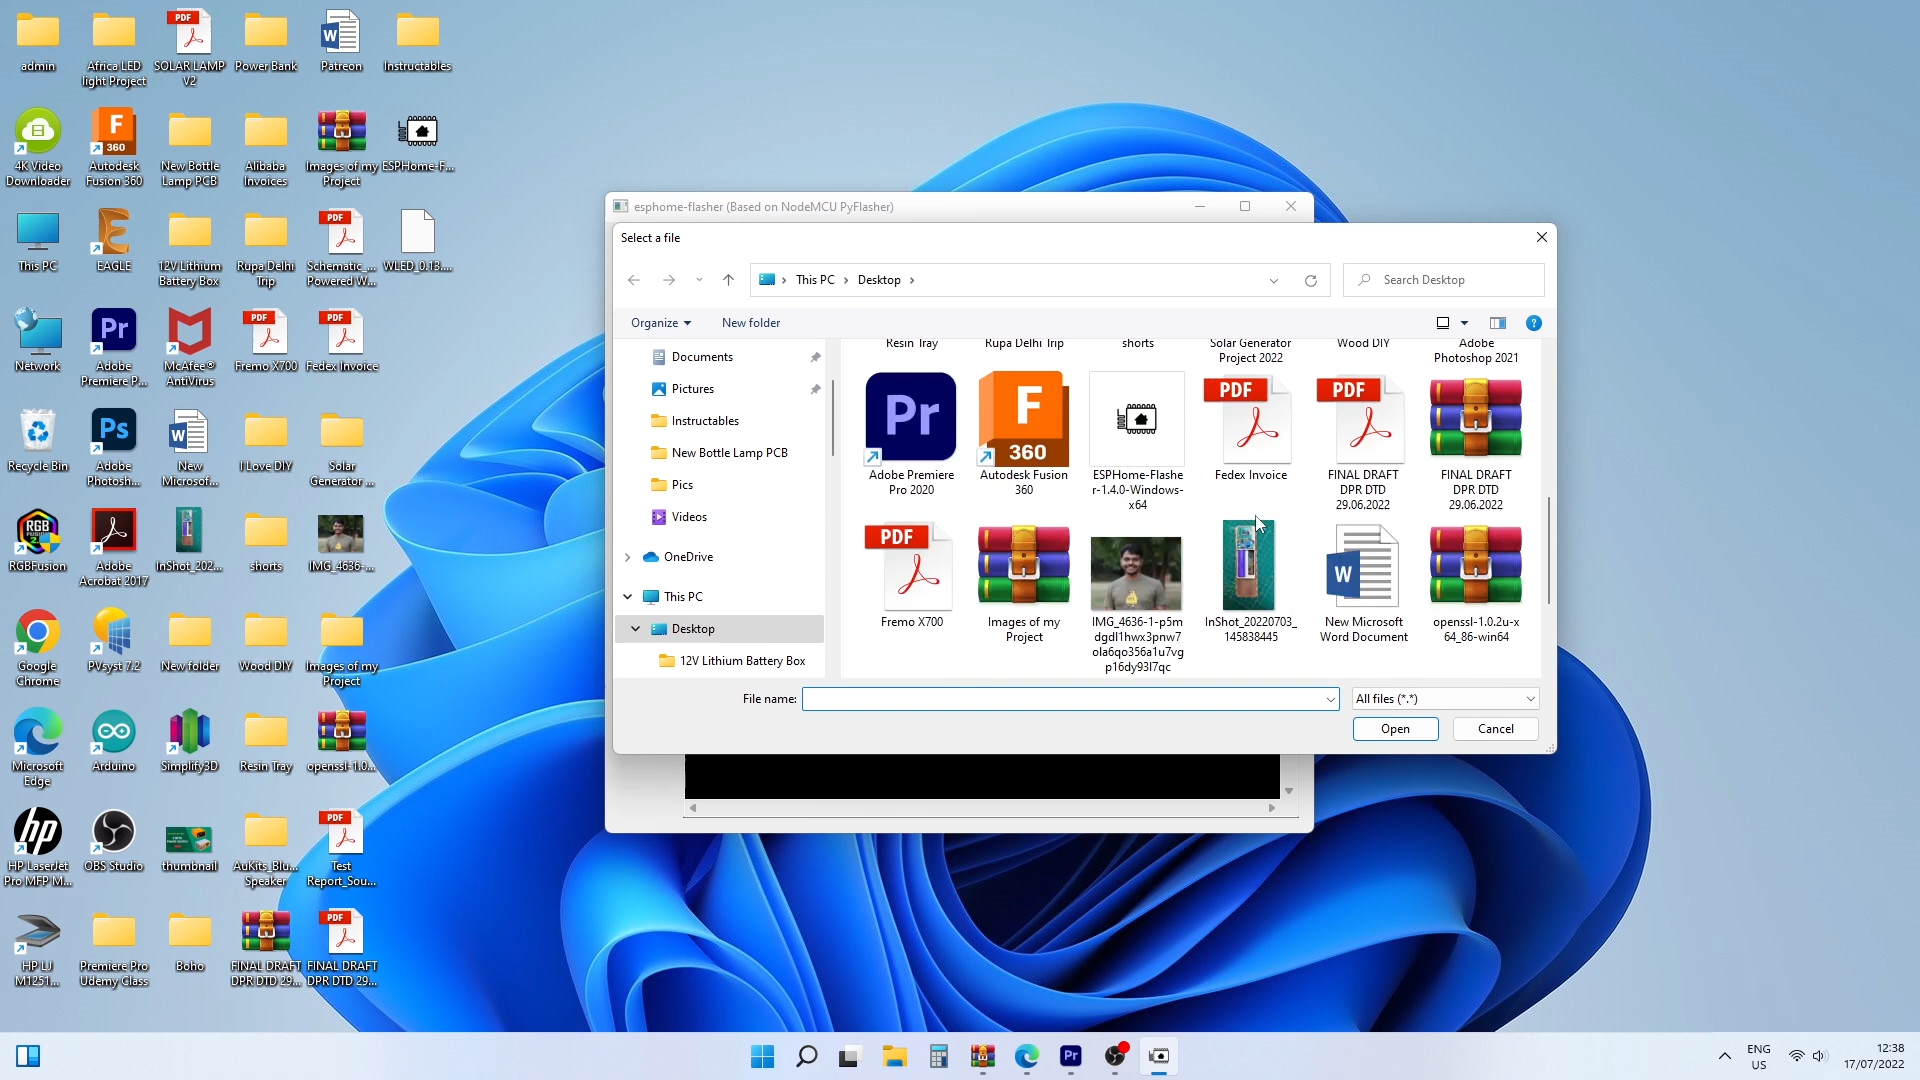 admin
Africa LED
light Project
SOLAR LAMP
V2
Power Bank
Patreon
Instructables
4K Video
Downloader
Autodesk
Fusion 360
New Bottle
Lamp PCB
Alibaba
Invoices
Images of my
Project
ESPHome-F...
This PC
EAGLE
12V Lithium
Battery Box
Rupa Delhi
Trip
Schematic_...
Powered W...
WLED_0.13....
Network
Adobe
Premiere P...
McAfee®
AntiVirus
Fremo X700
Fedex Invoice
Recycle Bin
Adobe
Photosh...
New
Microsof...
I Love DIY
Solar
Generator ...
RGBFusion
Adobe
Acrobat 2017
InShot_202...
shorts
IMG_4636-...
Google
Chrome
PVsyst 7.2
New folder
Wood DIY
Images of my
Project
Microsoft
Edge
Arduino
Simplify3D
Resin Tray
openssl-1.0...
HP LaserJet
Pro MFP M...
OBS Studio
thumbnail
AuKits_Blu...
Speaker
Test
Report_Sou...
HP LJ
M1251...
Premiere Pro
Udemy Class
Boho
FINAL DRAFT
DPR DTD 29...
FINAL DRAFT
DPR DTD 29...
esphome-flasher (Based on NodeMCU PyFlasher)
Select a file
This PC
Desktop
Search Desktop
Organize
New folder
Documents
Pictures
Instructables
New Bottle Lamp PCB
Pics
Videos
OneDrive
This PC
Desktop
12V Lithium Battery Box
Resin Tray
Rupa Delhi Trip
shorts
Solar Generator
Project 2022
Wood DIY
Adobe
Photoshop 2021
Adobe Premiere
Pro 2020
Autodesk Fusion
360
ESPHome-Flashe
r-1.4.0-Windows-
x64
Fedex Invoice
FINAL DRAFT
DPR DTD
29.06.2022
FINAL DRAFT
DPR DTD
29.06.2022
Fremo X700
Images of my
Project
IMG_4636-1-p5m
dgdl1hwx3pnw7
ola6qo356a1u7vg
p16dy93l7qc
InShot_20220703_
145838445
New Microsoft
Word Document
openssl-1.0.2u-x
64_86-win64
File name:
All files (*.*)
Open
Cancel
ENG
US
12:38
17/07/2022